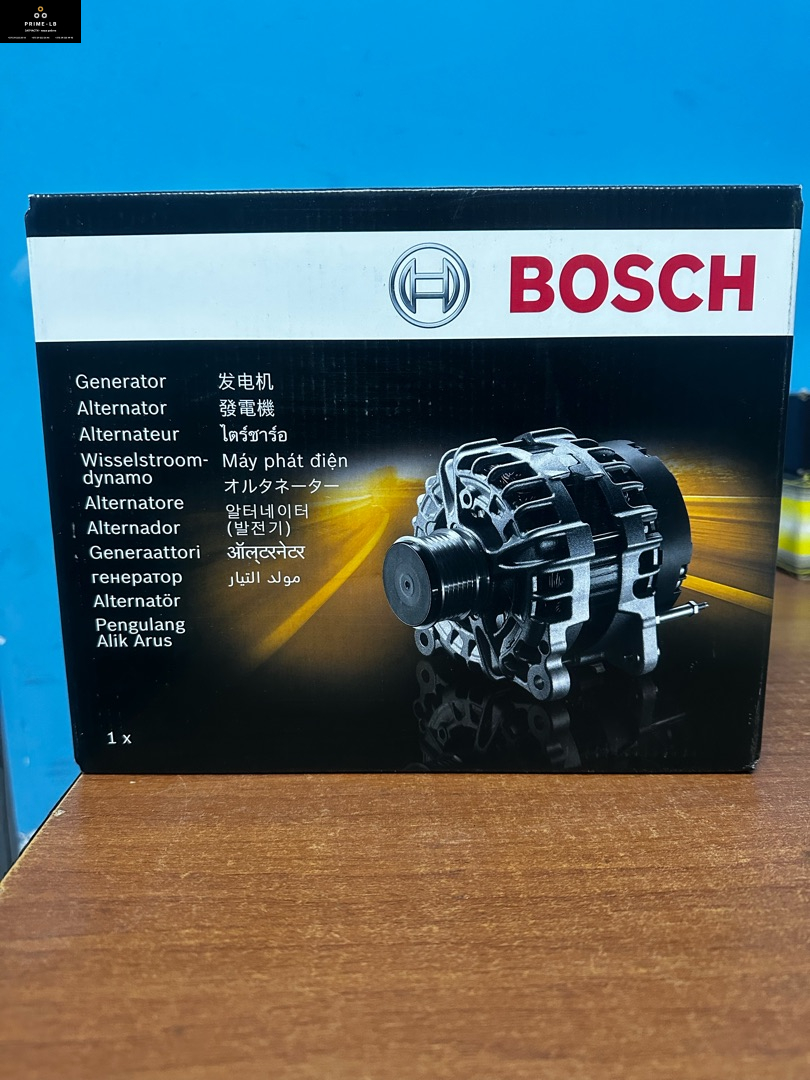 PRIME-LB
BOSCH
Generator
Alternator
Alternateur
Wisselstroom-
dynamo
Alternatore
Alternador
Generaattori
генератор
Alternatör
Pengulang
Alik Arus
发电机
發電機
ไดร์ชาร์จ
Máy phát điện
オルタネーター
알터네이터
(발전기)
ऑल्टरनेटर
مولد التيار
1 x